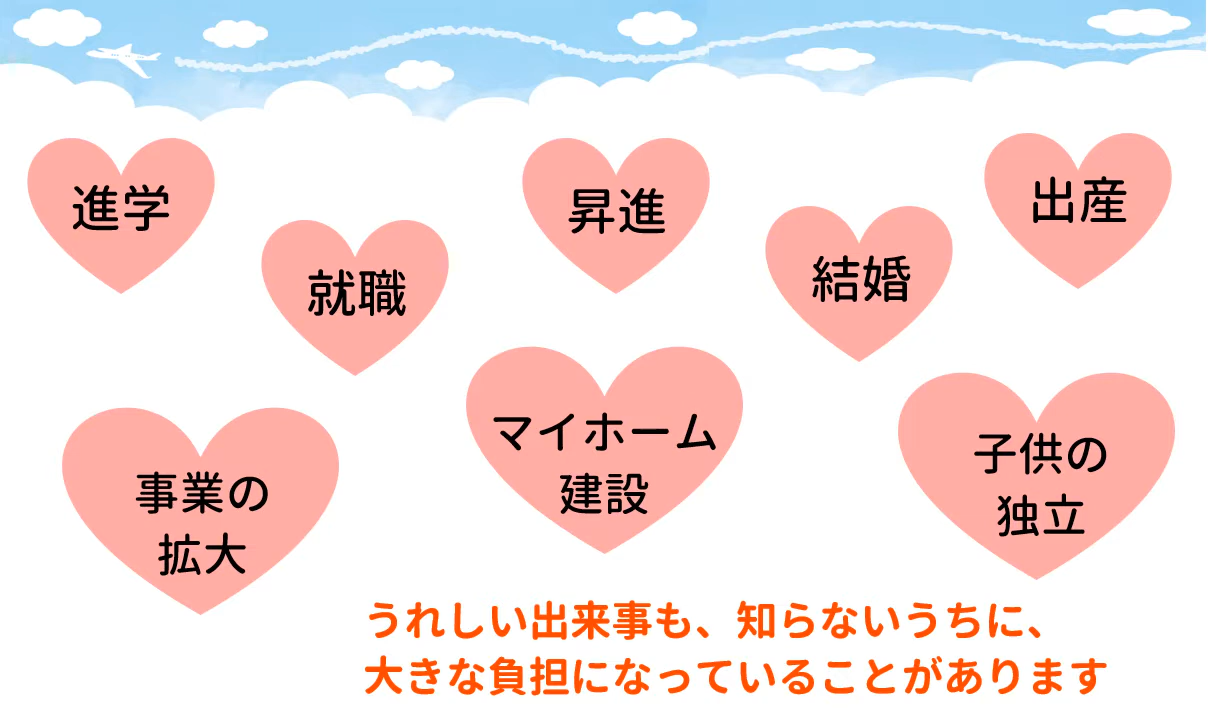 進学
就職
昇進
結婚
出産
事業の
拡大
マイホーム
建設
子供の
独立
うれしい出来事も、知らないうちに、
大きな負担になっていることがあります